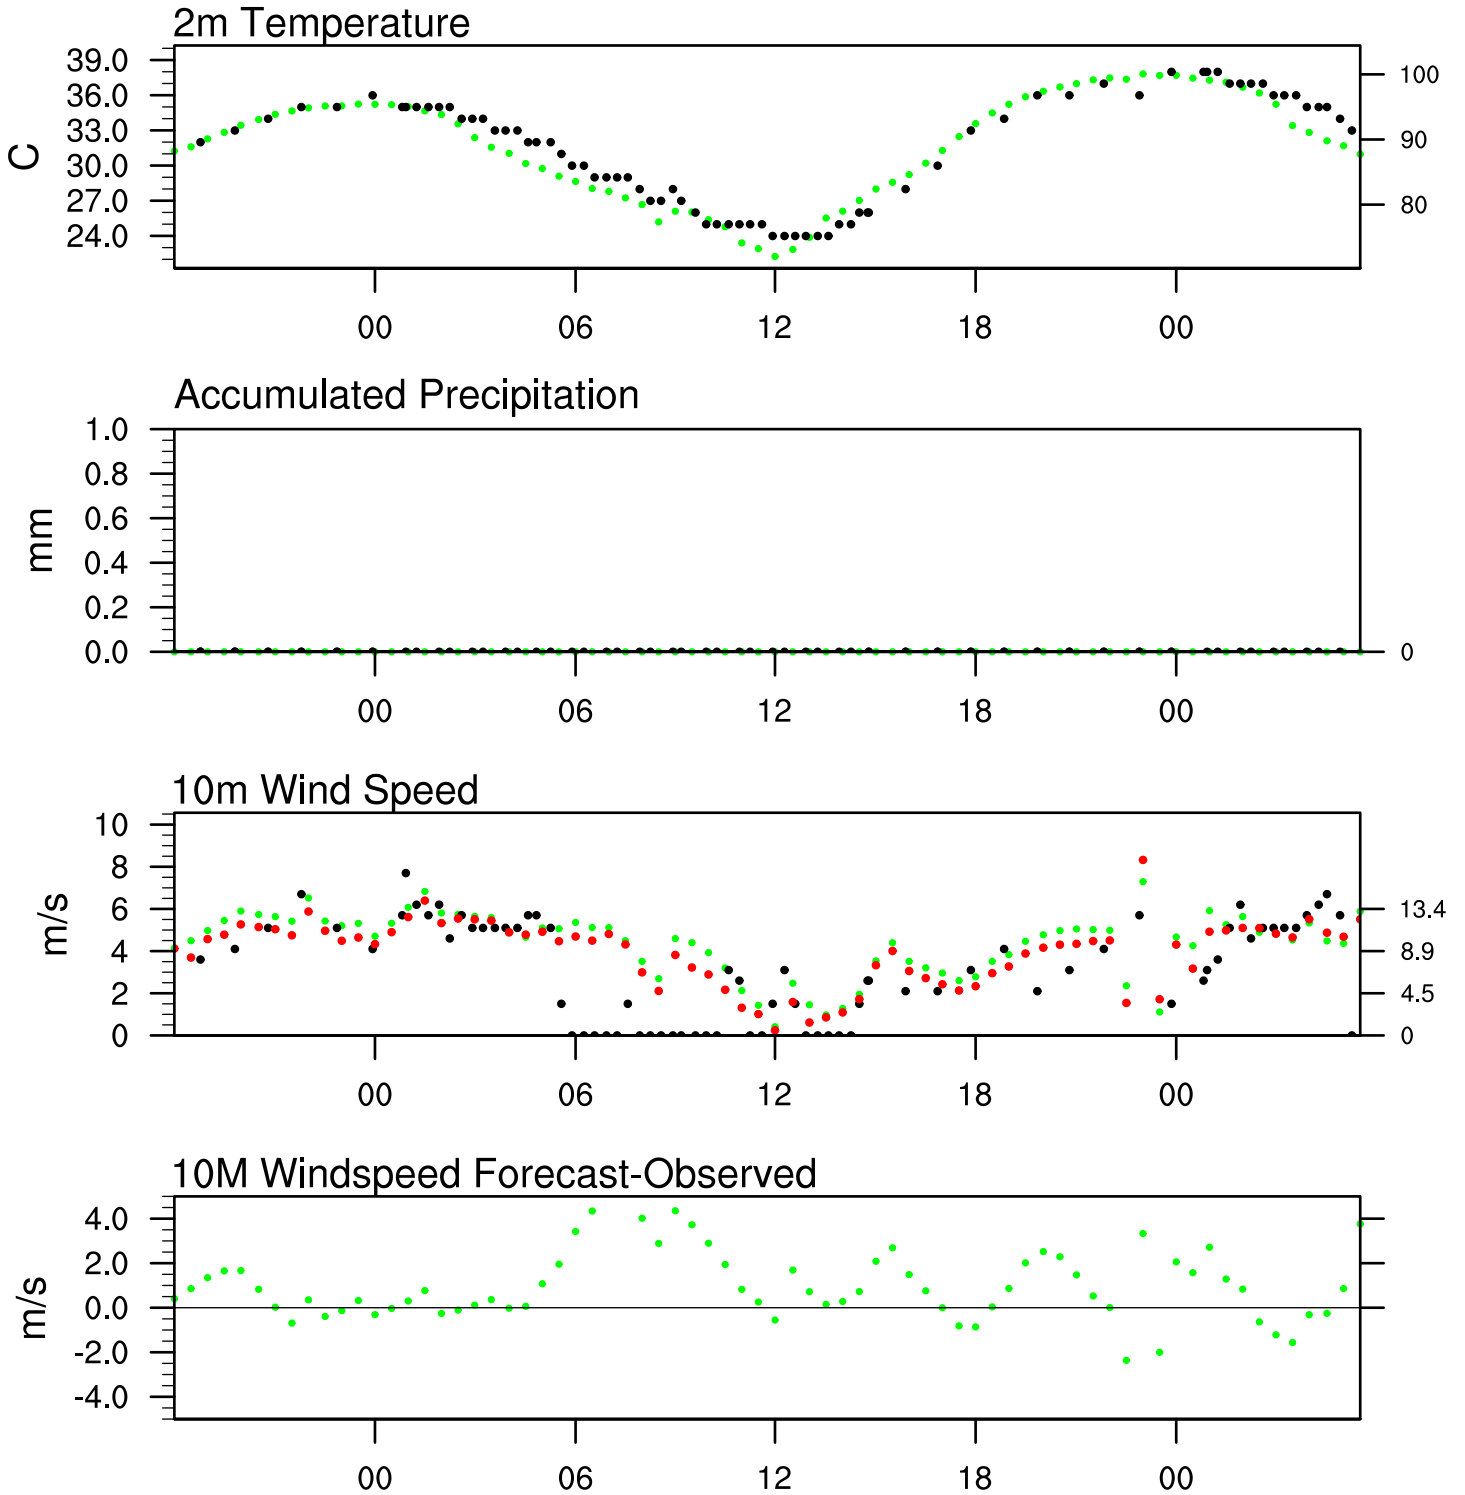 2m Temperature
39.0
36.0
33.0
30.0
27.0
24.0
C
100
90
80
00 06 12 18 00
Accumulated Precipitation
1.0
0.8
0.6
0.4
0.2
0.0
mm
0
00 06 12 18 00
10m Wind Speed
10
8
6
4
2
0
m/s
13.4
8.9
4.5
0
00 06 12 18 00
10M Windspeed Forecast-Observed
4.0
2.0
0.0
-2.0
-4.0
m/s
00 06 12 18 00